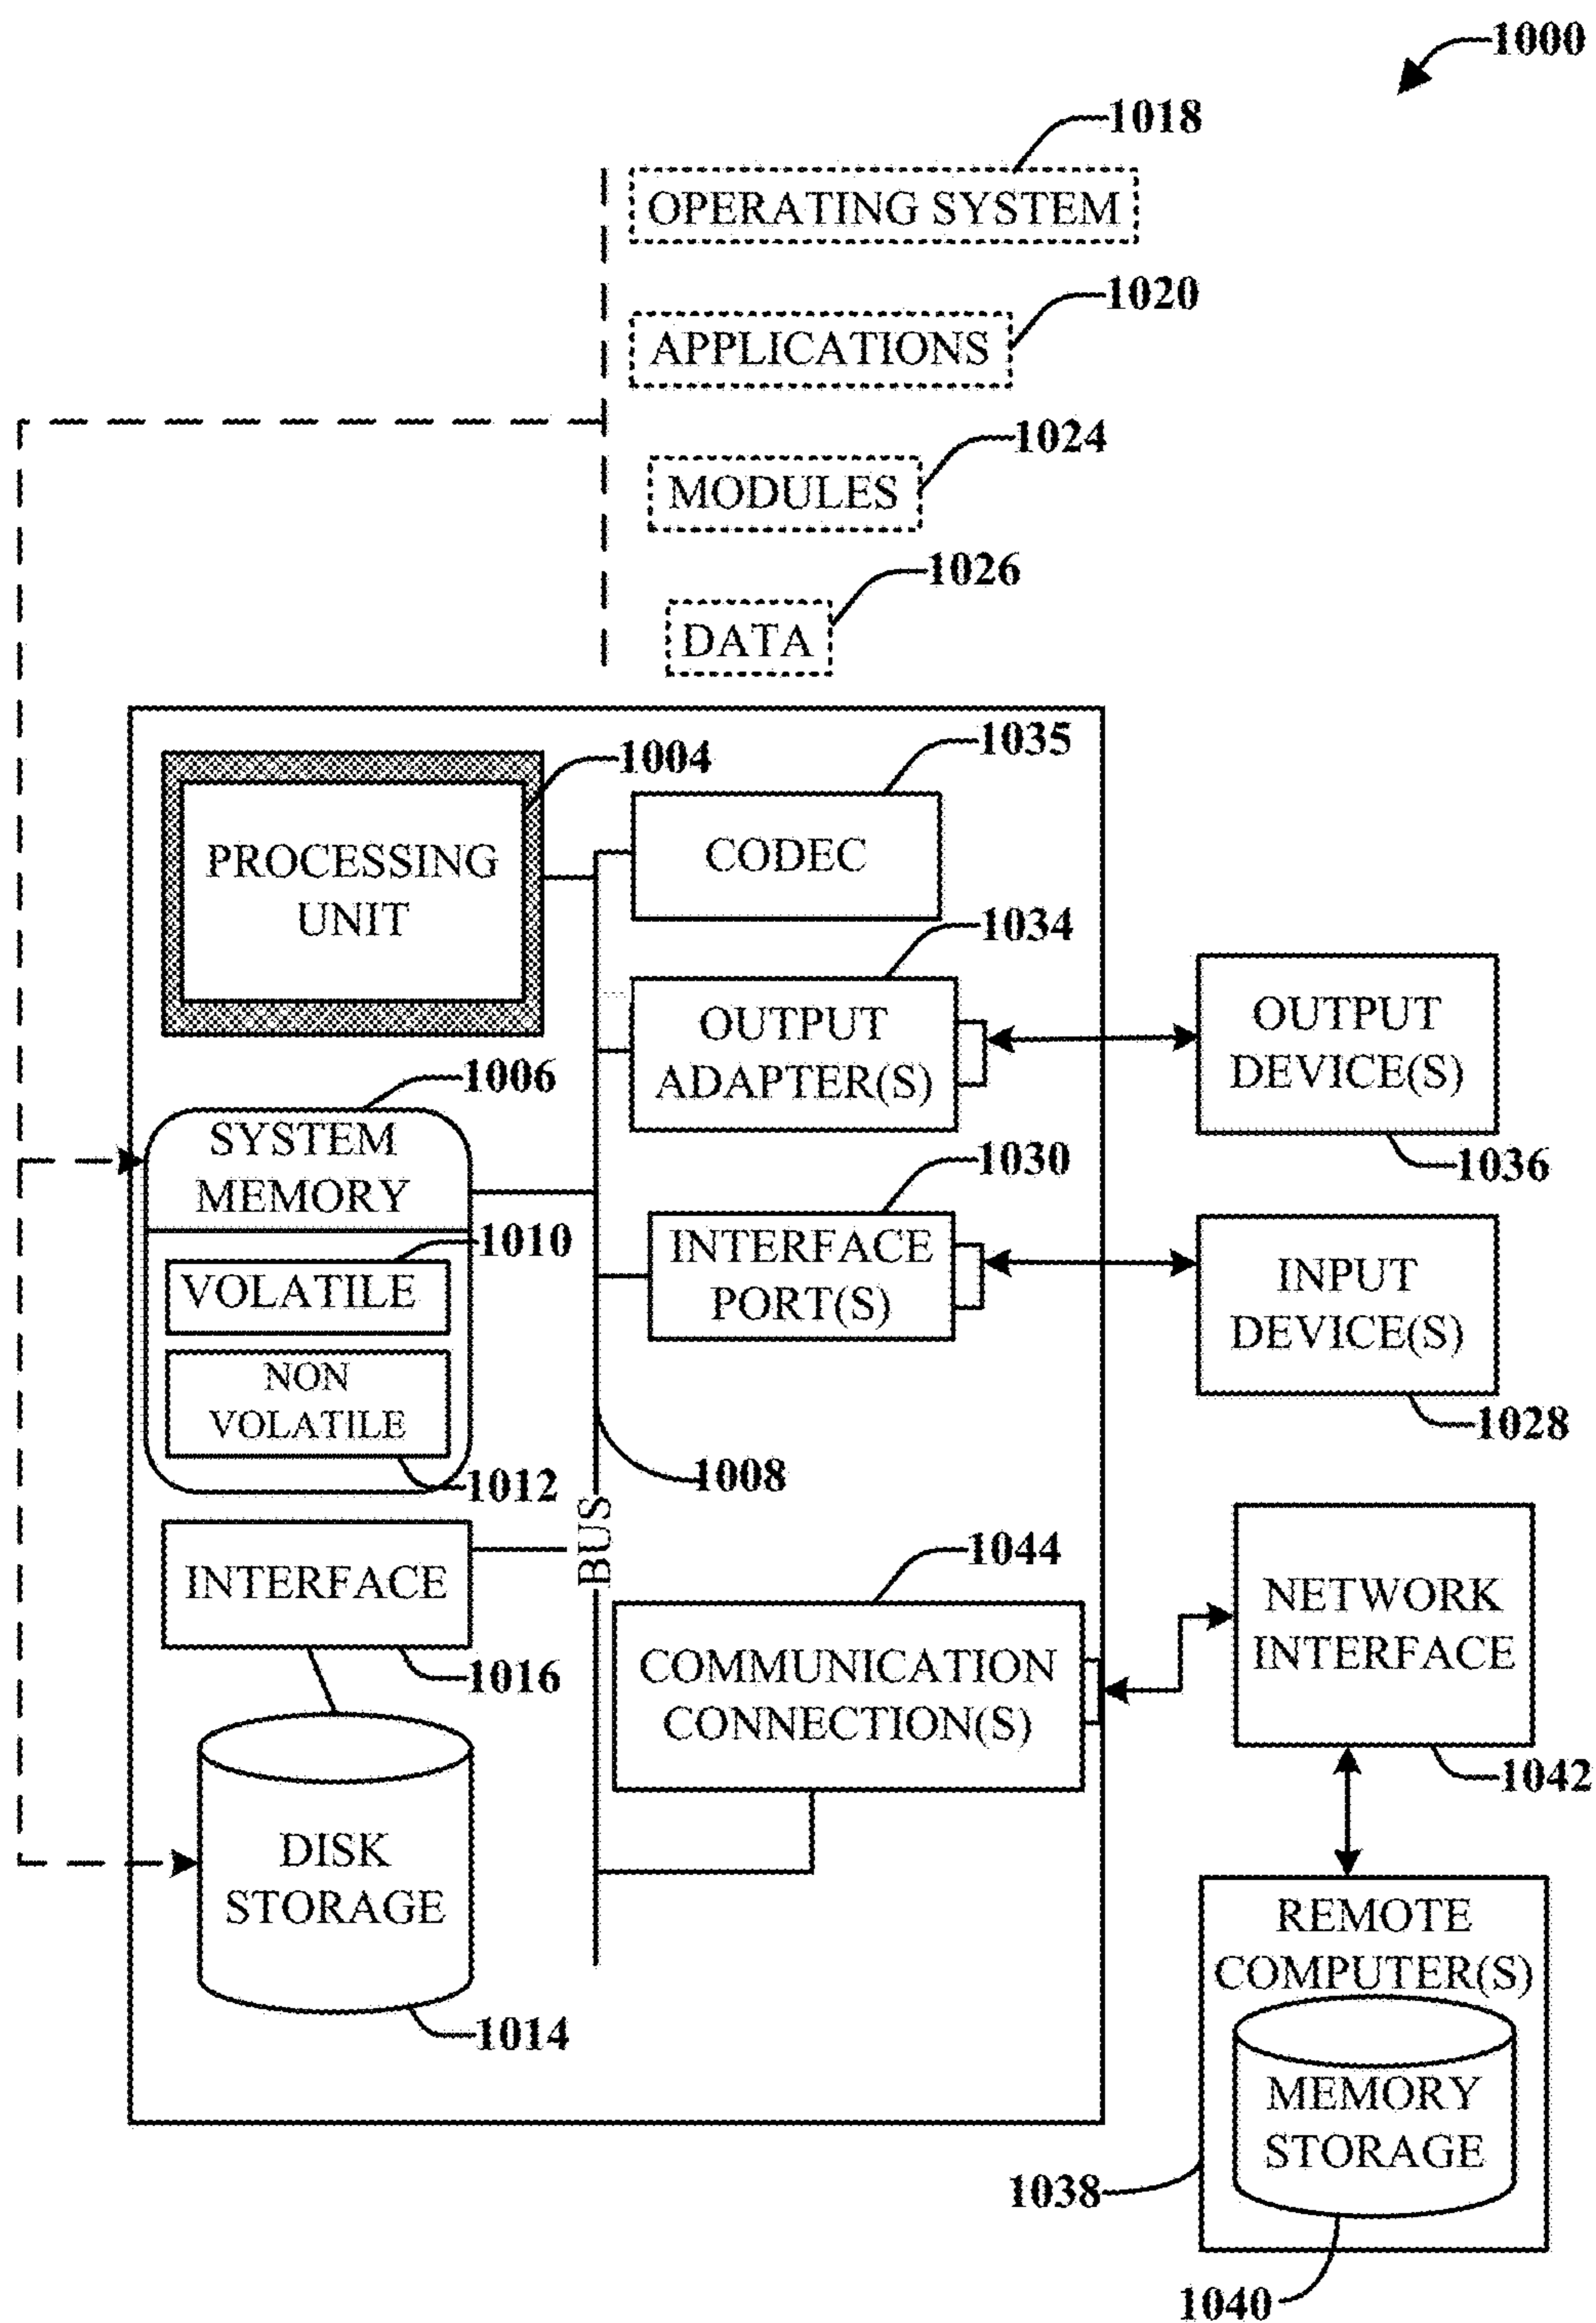 1000
1018
OPERATING SYSTEM
1020
APPLICATIONS
1024
MODULES
1026
DATA
1004
PROCESSING
UNIT
1035
CODEC
1034
OUTPUT
ADAPTER(S)
OUTPUT
DEVICE(S)
1036
1006
SYSTEM
MEMORY
1010
VOLATILE
NON
VOLATILE
1012
1030
INTERFACE
PORT(S)
INPUT
DEVICE(S)
1028
1008
BUS
INTERFACE
1016
1044
COMMUNICATION
CONNECTION(S)
NETWORK
INTERFACE
1042
DISK
STORAGE
1014
REMOTE
COMPUTER(S)
MEMORY
STORAGE
1038
1040